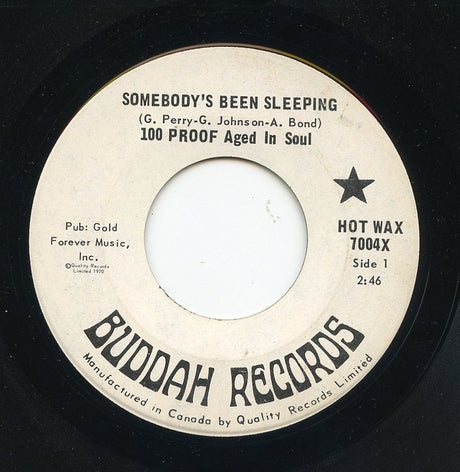 SOMEBODY'S BEEN SLEEPING
(G. Perry-G. Johnson-A. Bond)
100 PROOF Aged In Soul
Pub: Gold
Forever Music,
Inc.
©Quality Records
Limited 1970
HOT WAX
7004X
Side 1
2:46
BUDDAH RECORDS
Manufactured in Canada by Quality Records Limited